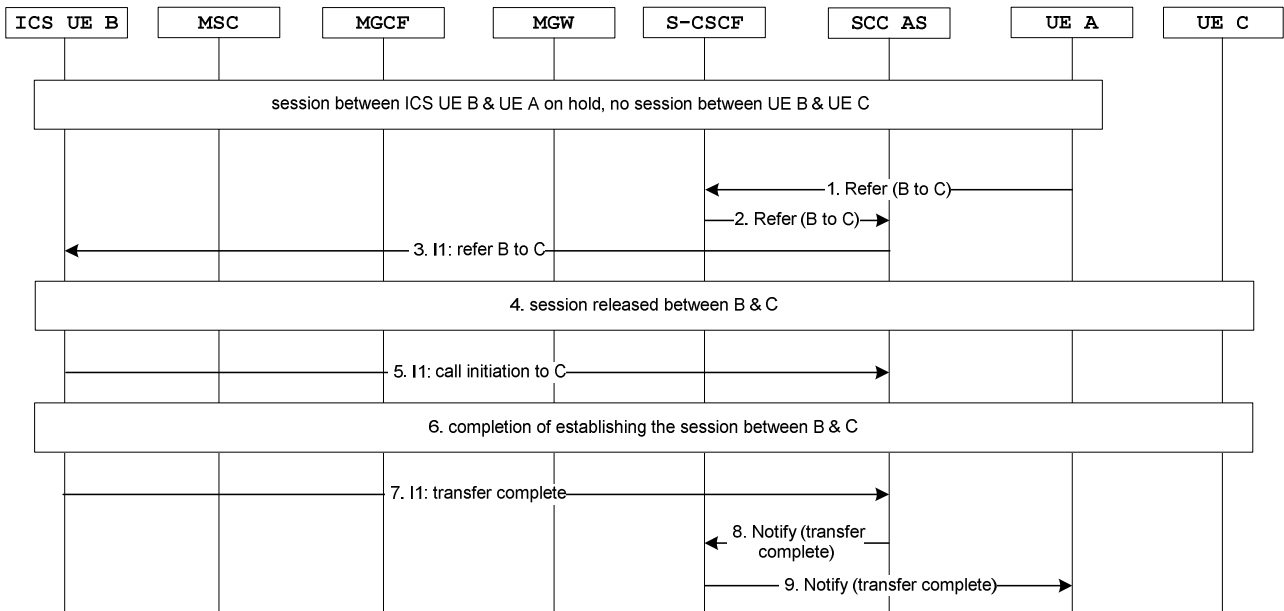 ICS UE B
MSC
MGCF
MGW
S-CSCF
SCC AS
UE A
UE C
session between ICS UE B & UE A on hold, no session between UE B & UE C
1. Refer (B to C)
2. Refer (B to C)
3. I1: refer B to C
4. session released between B & C
5. I1: call initiation to C
6. completion of establishing the session between B & C
7. I1: transfer complete
8. Notify (transfer
complete)
9. Notify (transfer complete)